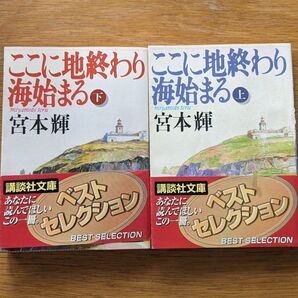 ここに地終わり
海始まる 下
miyamoto teru
宮本輝
講談社文庫
あなたに
読んでほしい
この一冊。
ベスト
セレクション
BEST SELECTION
ここに地終わり
海始まる 上
miyamoto teru
宮本輝
講談社文庫
あなたに
読んでほしい
この一冊。
ベスト
セレクション
BEST SELECTION